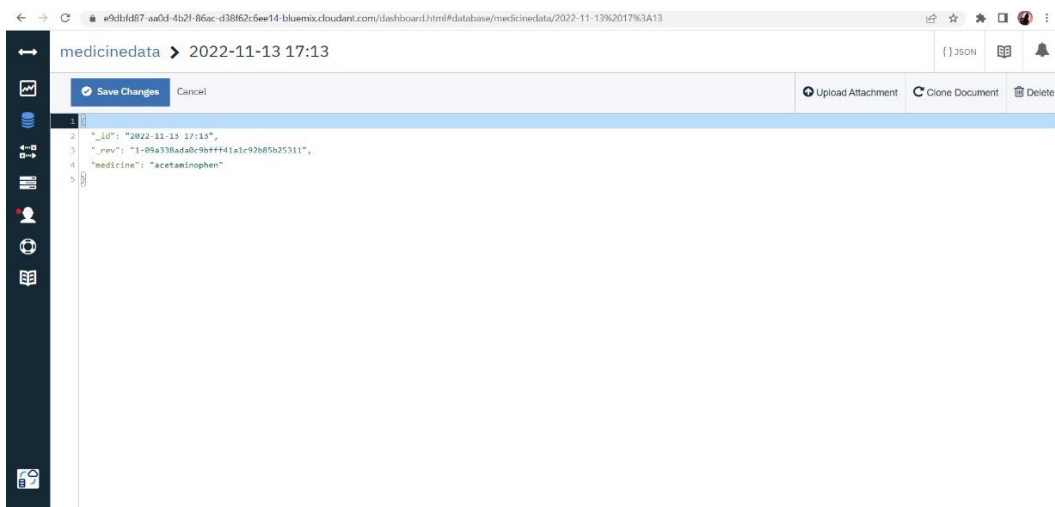 e9dbfd87-aa0d-4b2f-86ac-d38f62c6ee14-bluemix.cloudant.com/dashboard.html#database/medicinedata/2022-11-13%2017%3A13
medicinedata > 2022-11-13 17:13
{ } JSON
Save Changes Cancel
Upload Attachment Clone Document Delete
1 {
2 "_id": "2022-11-13 17:13",
3 "_rev": "1-09a338ada0c9bfff41a1c92b85b25311",
4 "medicine": "acetaminophen"
5 }